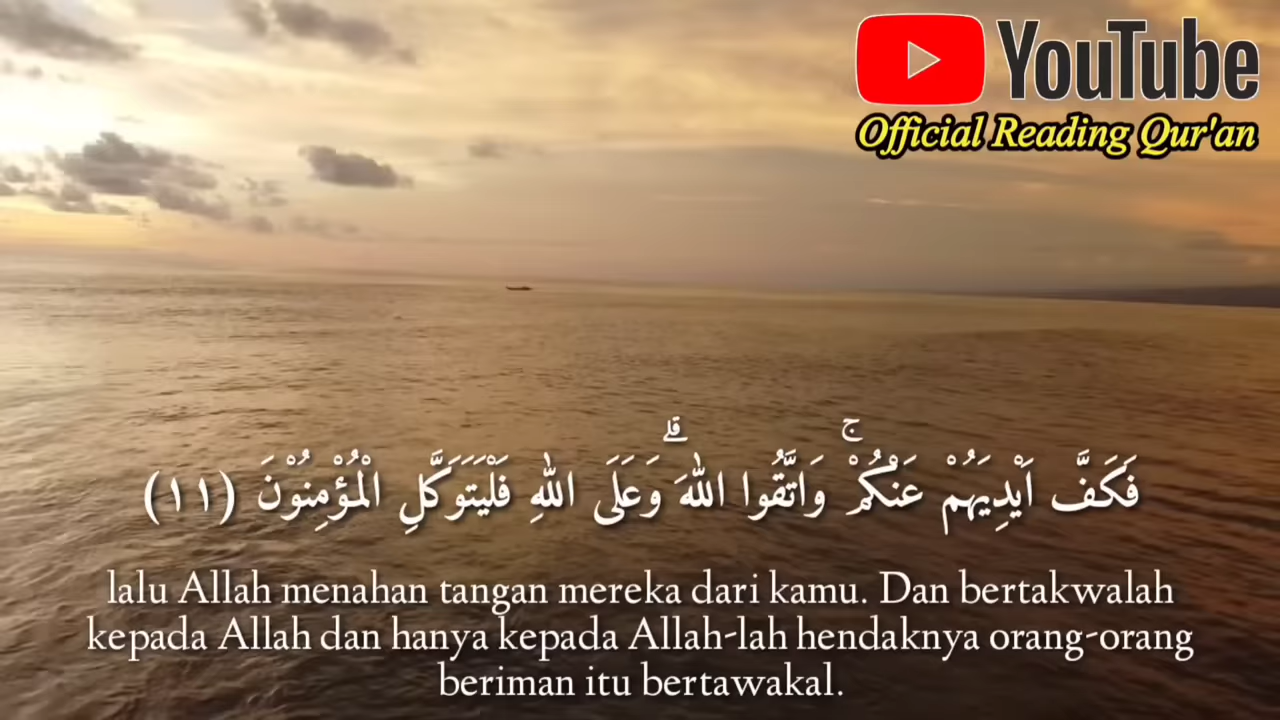 YouTube
Official Reading Qur'an
فَكَفَّ اَيْدِيَهُمْ عَنْكُمْۚ وَاتَّقُوا اللّٰهَ ۗوَعَلَى اللّٰهِ فَلْيَتَوَكَّلِ الْمُؤْمِنُوْنَ (١١)
lalu Allah menahan tangan mereka dari kamu. Dan bertakwalah
kepada Allah dan hanya kepada Allah-lah hendaknya orang-orang
beriman itu bertawakal.